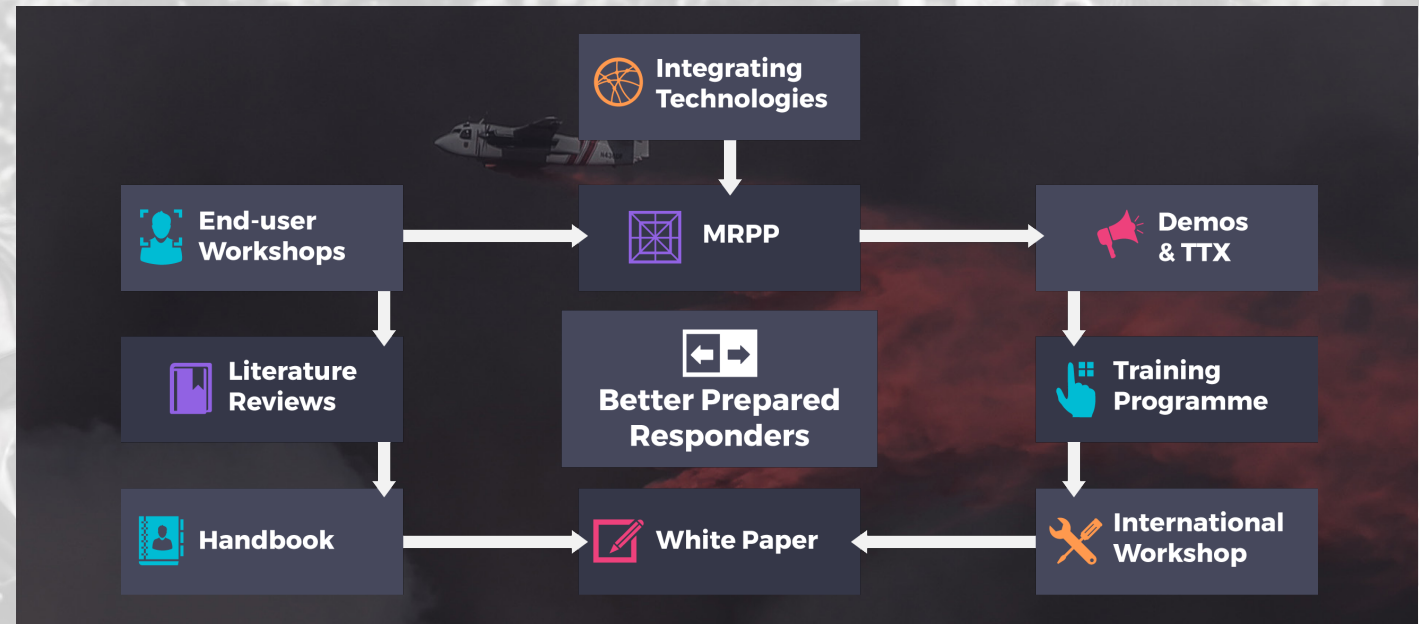 Integrating
Technologies
End-user
Workshops
MRPP
Demos
& TTX
Literature
Reviews
Better Prepared
Responders
Training
Programme
Handbook
White Paper
International
Workshop